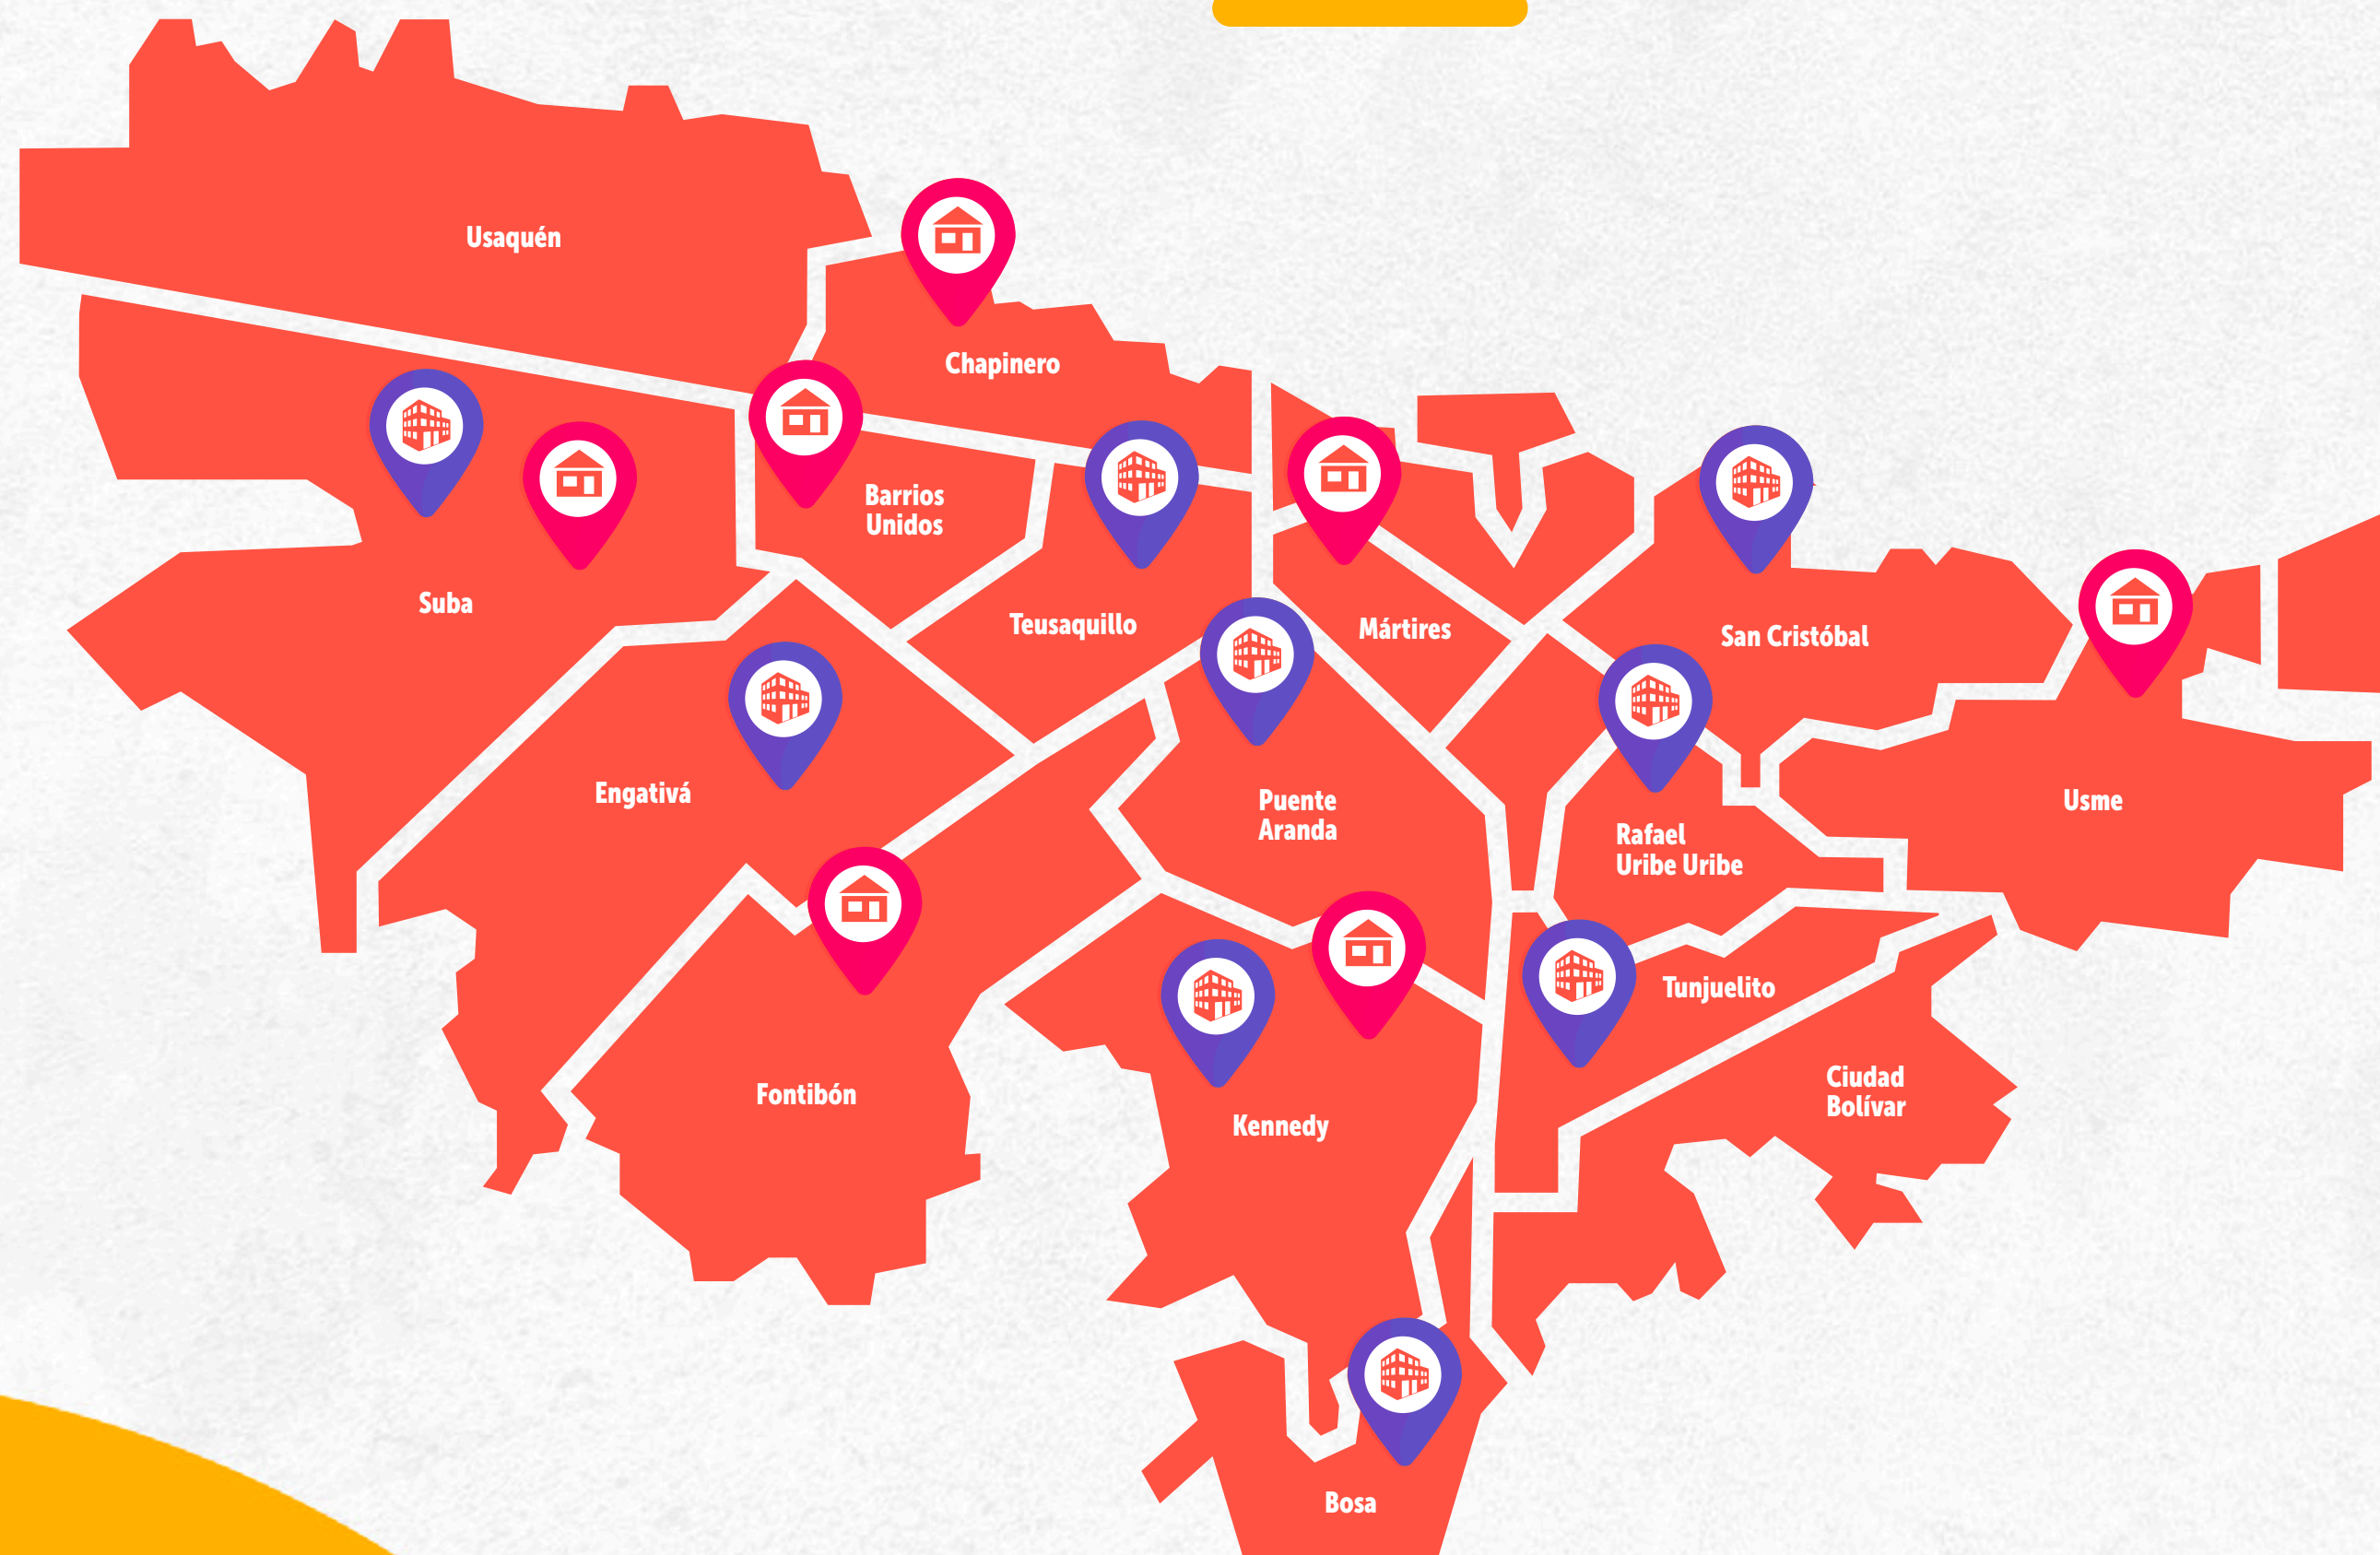 Usaquén
Chapinero
Barrios
Unidos
Suba
Teusaquillo
Mártires
San Cristóbal
Engativá
Puente
Aranda
Usme
Rafael
Uribe Uribe
Tunjuelito
Fontibón
Kennedy
Ciudad
Bolívar
Bosa